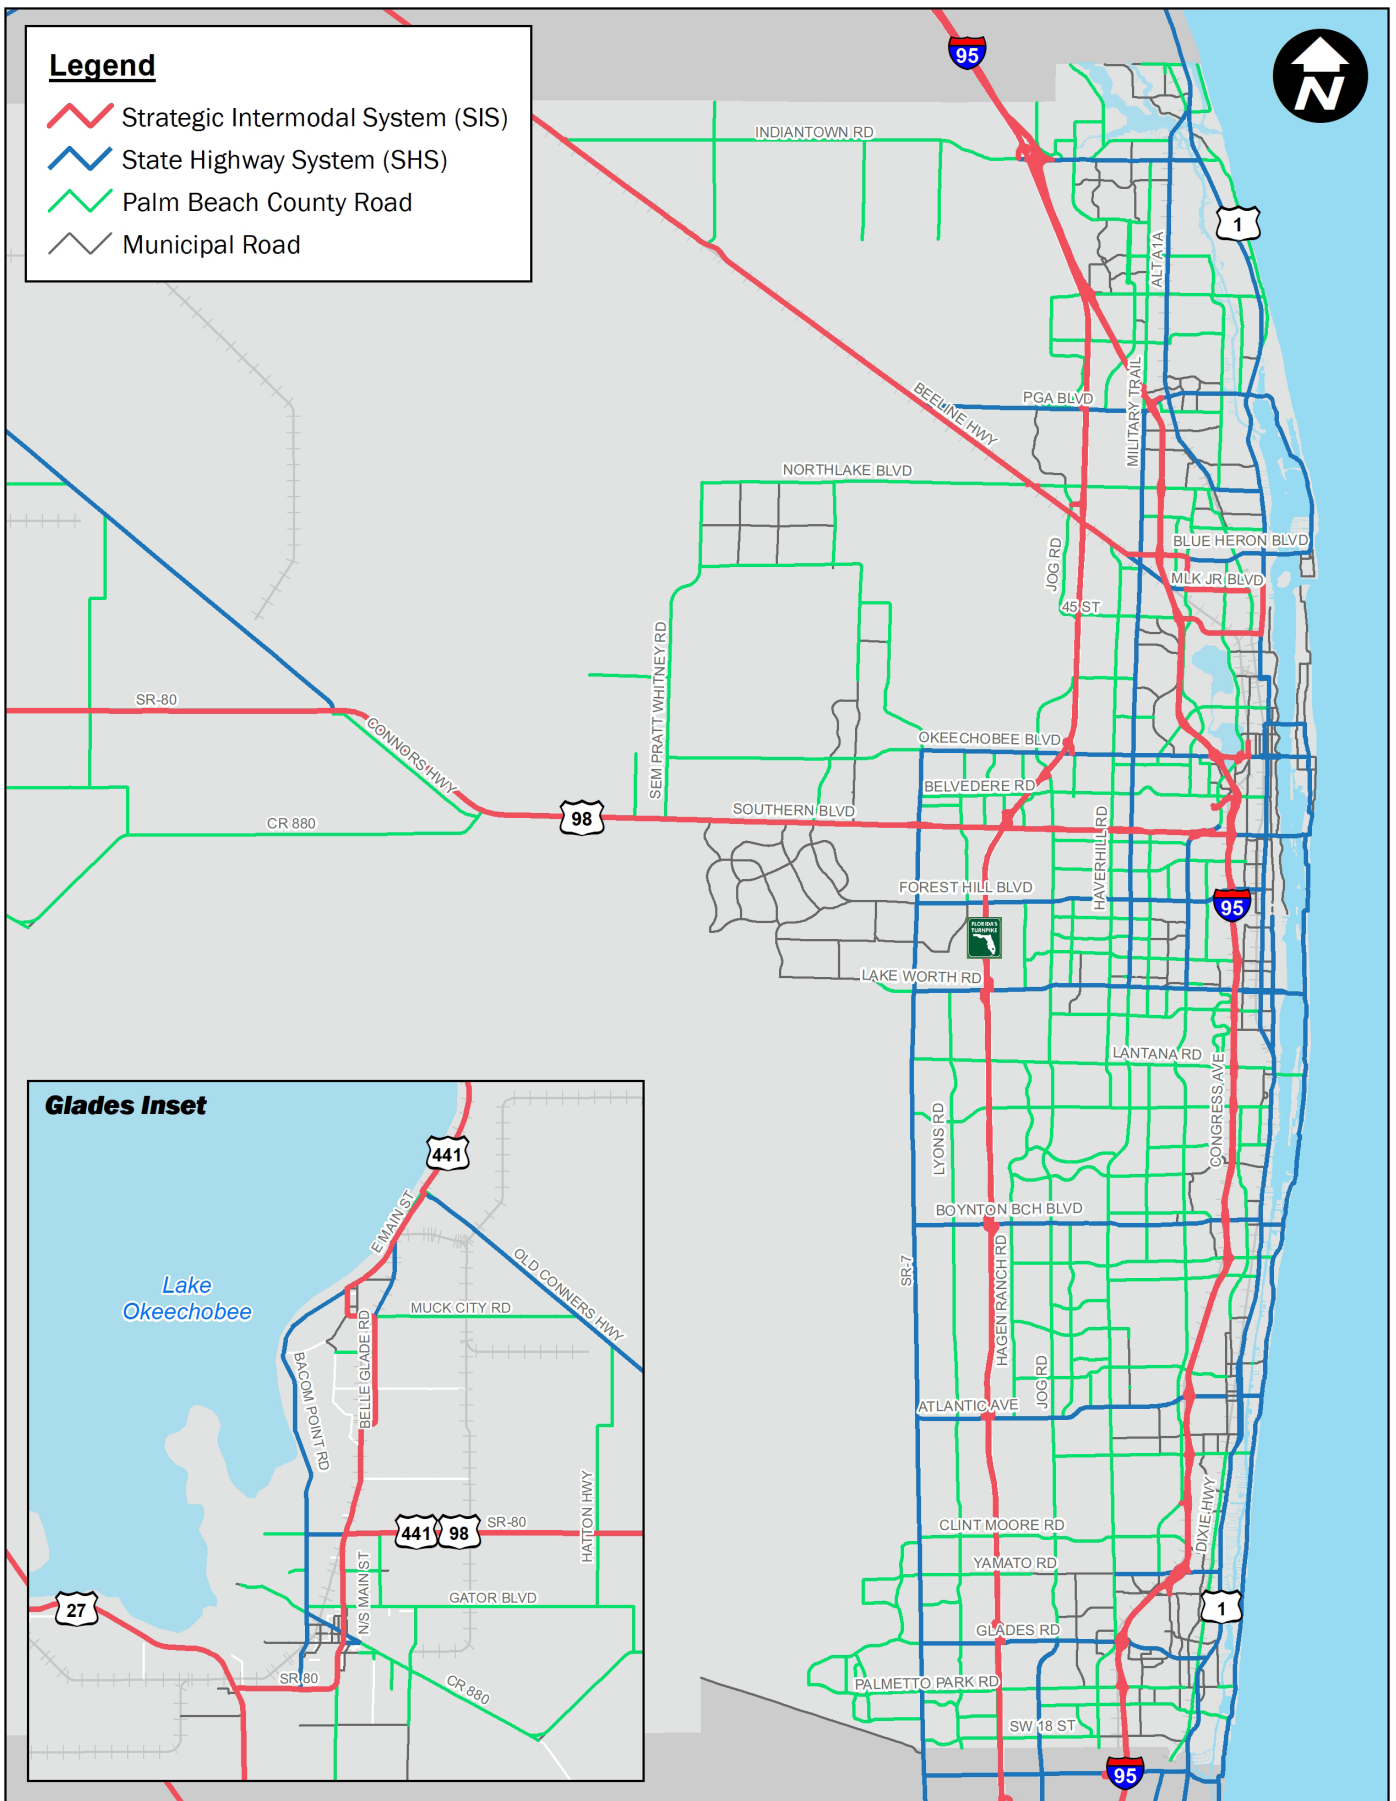 Legend
Strategic Intermodal System (SIS)
State Highway System (SHS)
Palm Beach County Road
Municipal Road
95
N
INDIANTOWN RD
1
ALT A1A
MILITARY TRAIL
BEELINE HWY
PGA BLVD
NORTHLAKE BLVD
BLUE HERON BLVD
JOG RD
MLK JR BLVD
45 ST
SEM PRATT WHITNEY RD
SR-80
CONNORS HWY
OKEECHOBEE BLVD
BELVEDERE RD
98
SOUTHERN BLVD
CR 880
HAVERHILL RD
FOREST HILL BLVD
95
FLORIDA'S
TURNPIKE
LAKE WORTH RD
LANTANA RD
CONGRESS AVE
LYONS RD
BOYNTON BCH BLVD
SR-7
HAGEN RANCH RD
JOG RD
ATLANTIC AVE
DIXIE HWY
CLINT MOORE RD
YAMATO RD
1
GLADES RD
PALMETTO PARK RD
SW 18 ST
95
Glades Inset
441
E MAIN ST
OLD CONNERS HWY
Lake
Okeechobee
MUCK CITY RD
BELLE GLADE RD
BACOM POINT RD
HATTON HWY
441
98
SR-80
N/S MAIN ST
GATOR BLVD
27
SR 80
CR 880